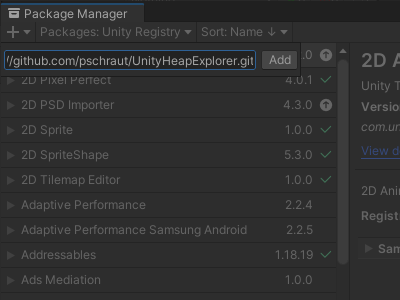 Package Manager
+ Packages: Unity Registry Sort: Name ↓
//github.com/pschraut/UnityHeapExplorer.git Add
.0
2D Pixel Perfect 4.0.1
2D PSD Importer 4.3.0
2D Sprite 1.0.0
2D SpriteShape 5.3.0
2D Tilemap Editor 1.0.0
Adaptive Performance 2.2.4
Adaptive Performance Samsung Android 2.2.5
Addressables 1.18.19
Ads Mediation 1.0.0
2D A
Unity T
Versio
com.un
View d
2D Anim
Registr
Sam